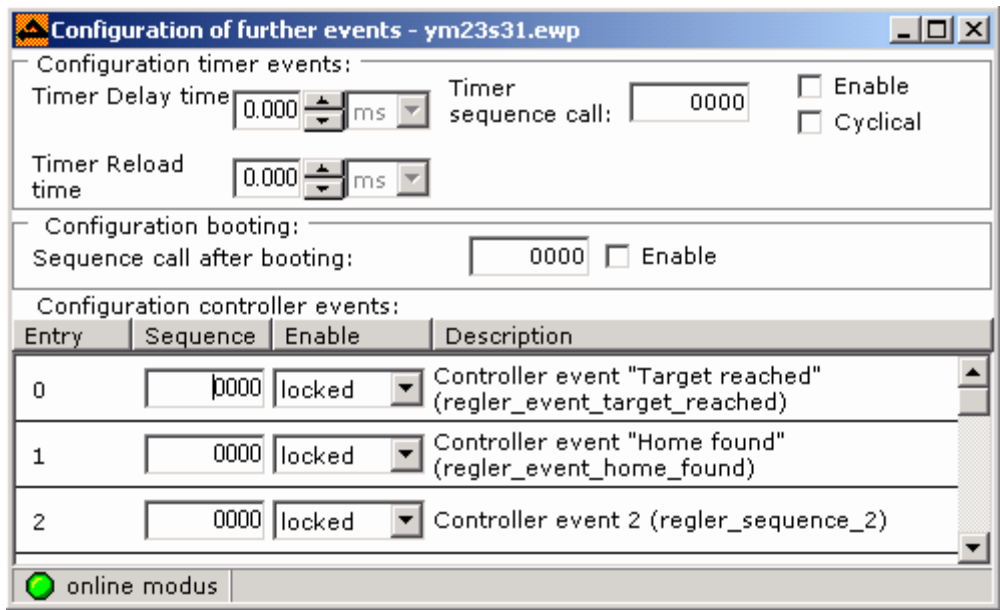 Configuration of further events - ym23s31.ewp
Configuration timer events:
Timer Delay time 0.000 ms Timer sequence call: 0000 Enable
Cyclical
Timer Reload time 0.000 ms
Configuration booting:
Sequence call after booting: 0000 Enable
Configuration controller events:
Entry Sequence Enable Description
0 0000 locked Controller event "Target reached"
(regler_event_target_reached)
1 0000 locked Controller event "Home found"
(regler_event_home_found)
2 0000 locked Controller event 2 (regler_sequence_2)
online modus